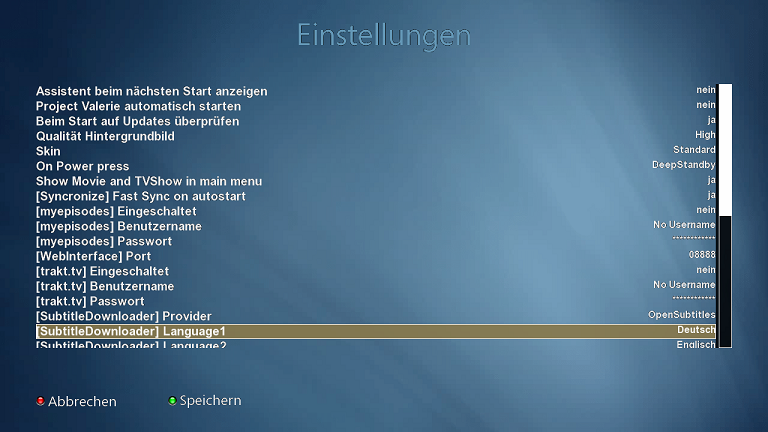 Einstellungen
Assistent beim nächsten Start anzeigen nein
Project Valerie automatisch starten nein
Beim Start auf Updates überprüfen ja
Qualität Hintergrundbild High
Skin Standard
On Power press DeepStandby
Show Movie and TVShow in main menu ja
[Syncronize] Fast Sync on autostart ja
[myepisodes] Eingeschaltet nein
[myepisodes] Benutzername No Username
[myepisodes] Passwort ************
[WebInterface] Port 08888
[trakt.tv] Eingeschaltet nein
[trakt.tv] Benutzername No Username
[trakt.tv] Passwort ************
[SubtitleDownloader] Provider OpenSubtitles
[SubtitleDownloader] Language1 Deutsch
[SubtitleDownloader] Language2 Englisch
Abbrechen Speichern